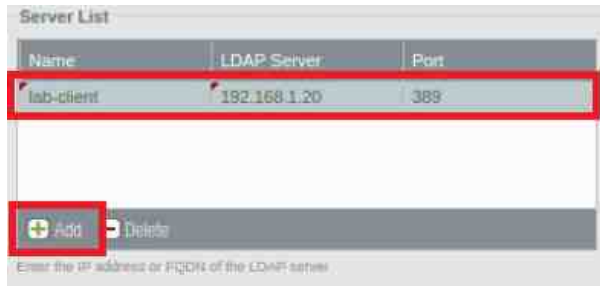 Server List
Name LDAP Server Port
lab-client 192.168.1.20 389
Add Delete
Enter the IP address or FQDN of the LDAP server